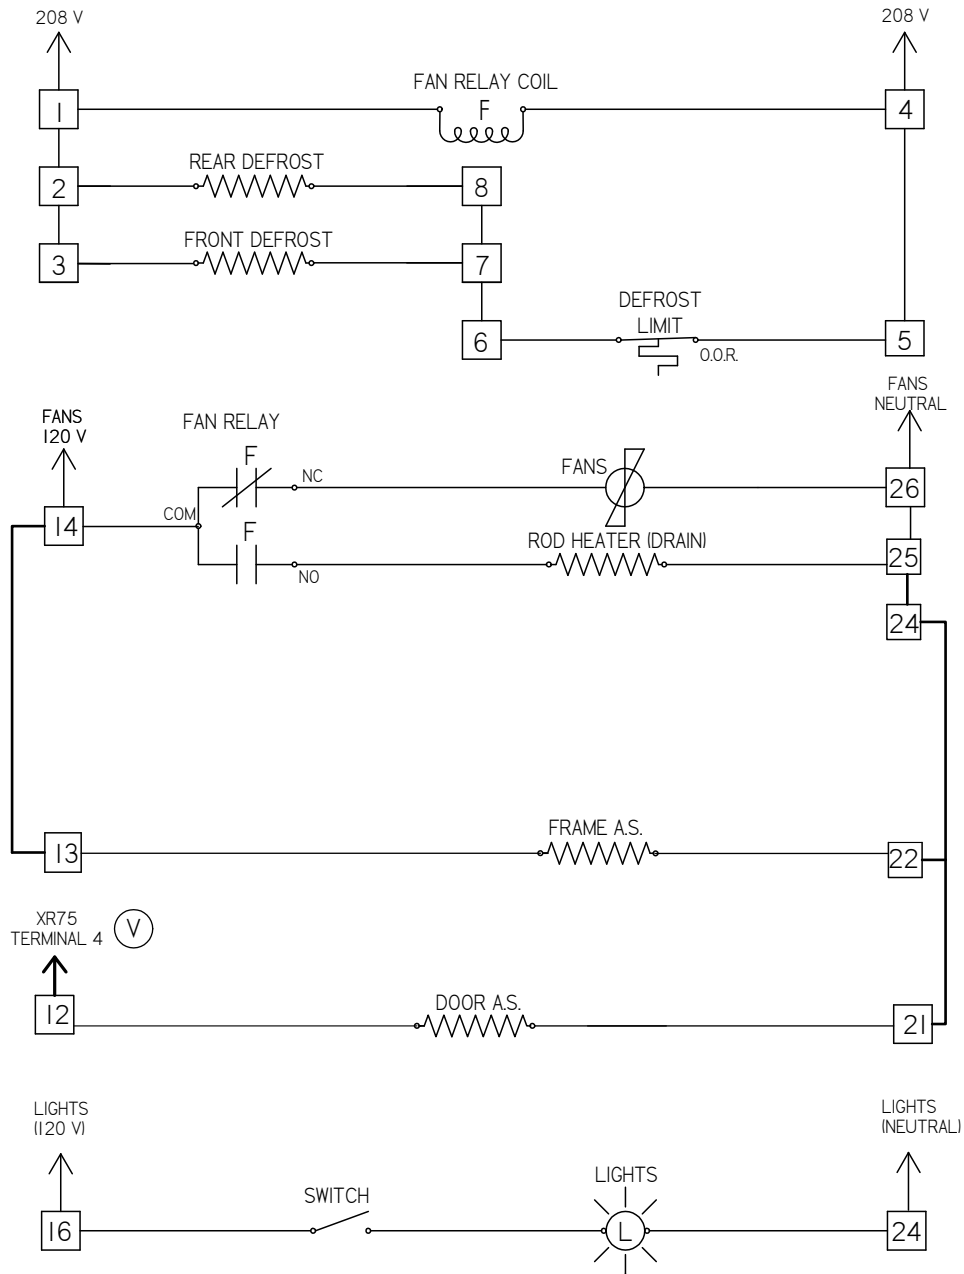 208 V
208 V
FAN RELAY COIL
1
F
4
REAR DEFROST
2
8
FRONT DEFROST
3
7
DEFROST
LIMIT
6
5
O.O.R.
FANS
NEUTRAL
FANS
120 V
FAN RELAY
F
NC
FANS
26
14
COM
F
ROD HEATER (DRAIN)
25
NO
24
FRAME A.S.
13
22
XR75
TERMINAL 4
V
12
DOOR A.S.
21
LIGHTS
(120 V)
LIGHTS
(NEUTRAL)
LIGHTS
SWITCH
16
L
24